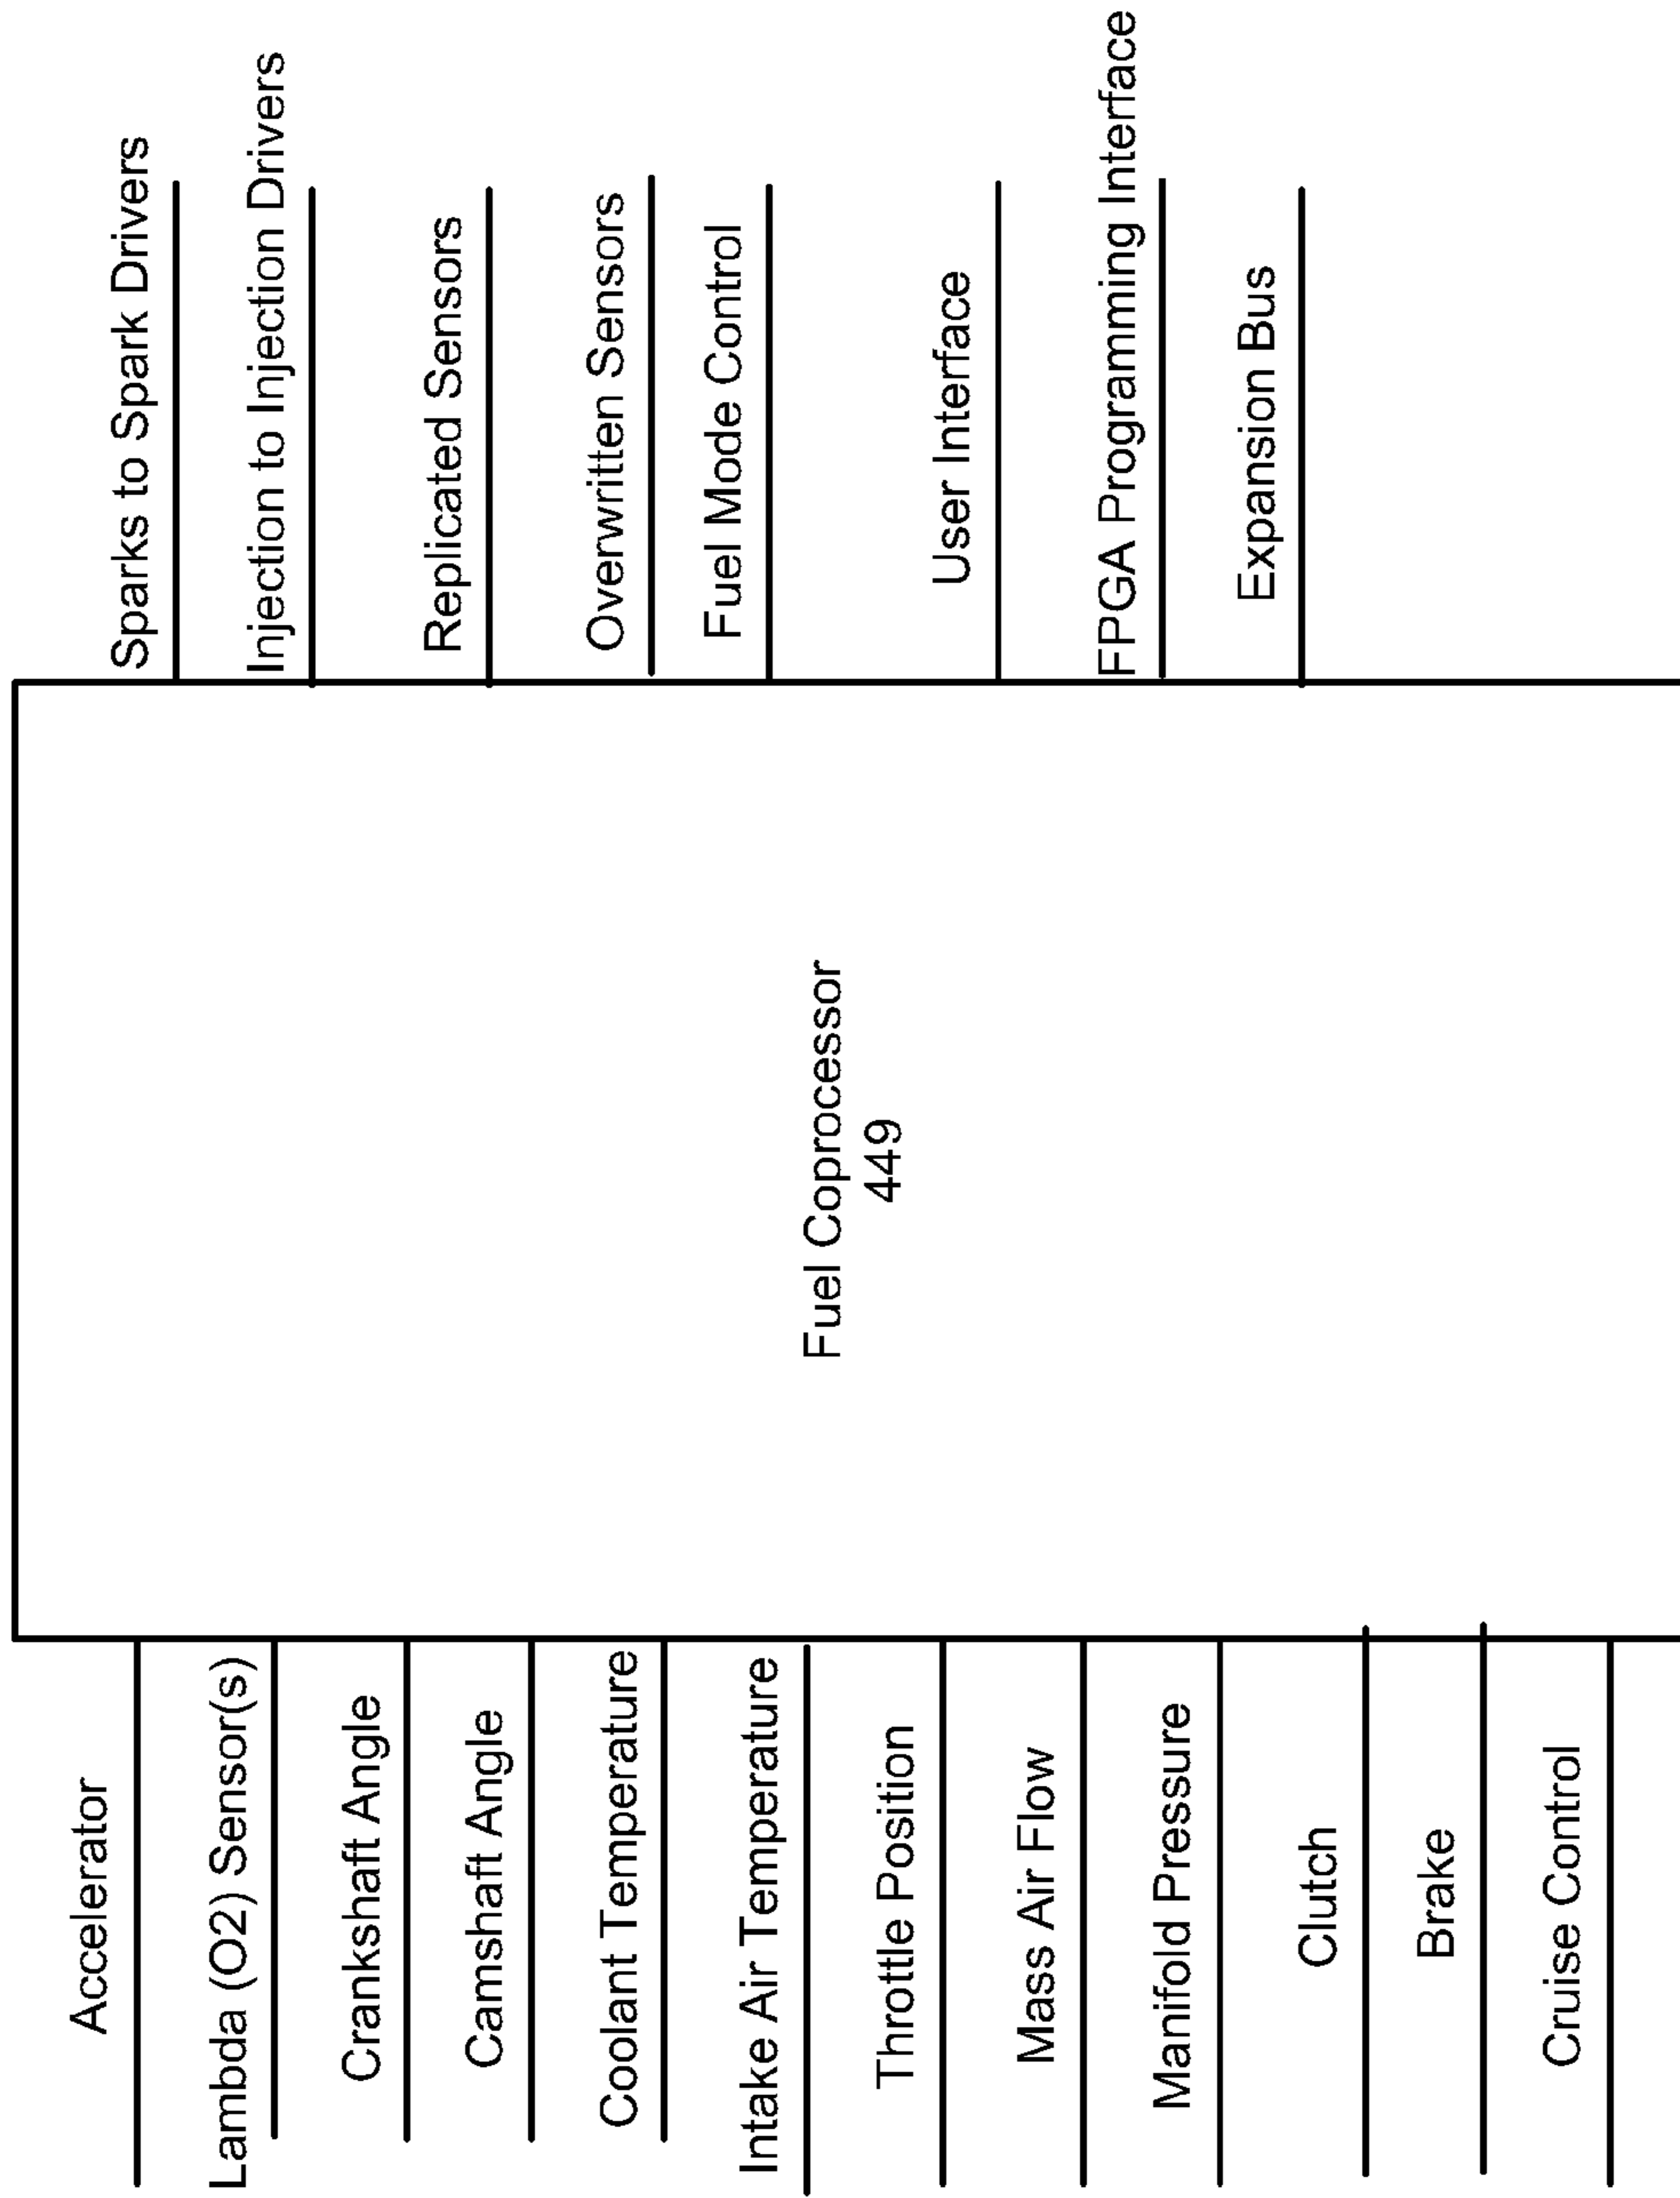 Accelerator
Lambda (O2) Sensor(s)
Crankshaft Angle
Camshaft Angle
Coolant Temperature
Intake Air Temperature
Throttle Position
Mass Air Flow
Manifold Pressure
Clutch
Brake
Cruise Control
Fuel Coprocessor
449
Sparks to Spark Drivers
Injection to Injection Drivers
Replicated Sensors
Overwritten Sensors
Fuel Mode Control
User Interface
FPGA Programming Interface
Expansion Bus